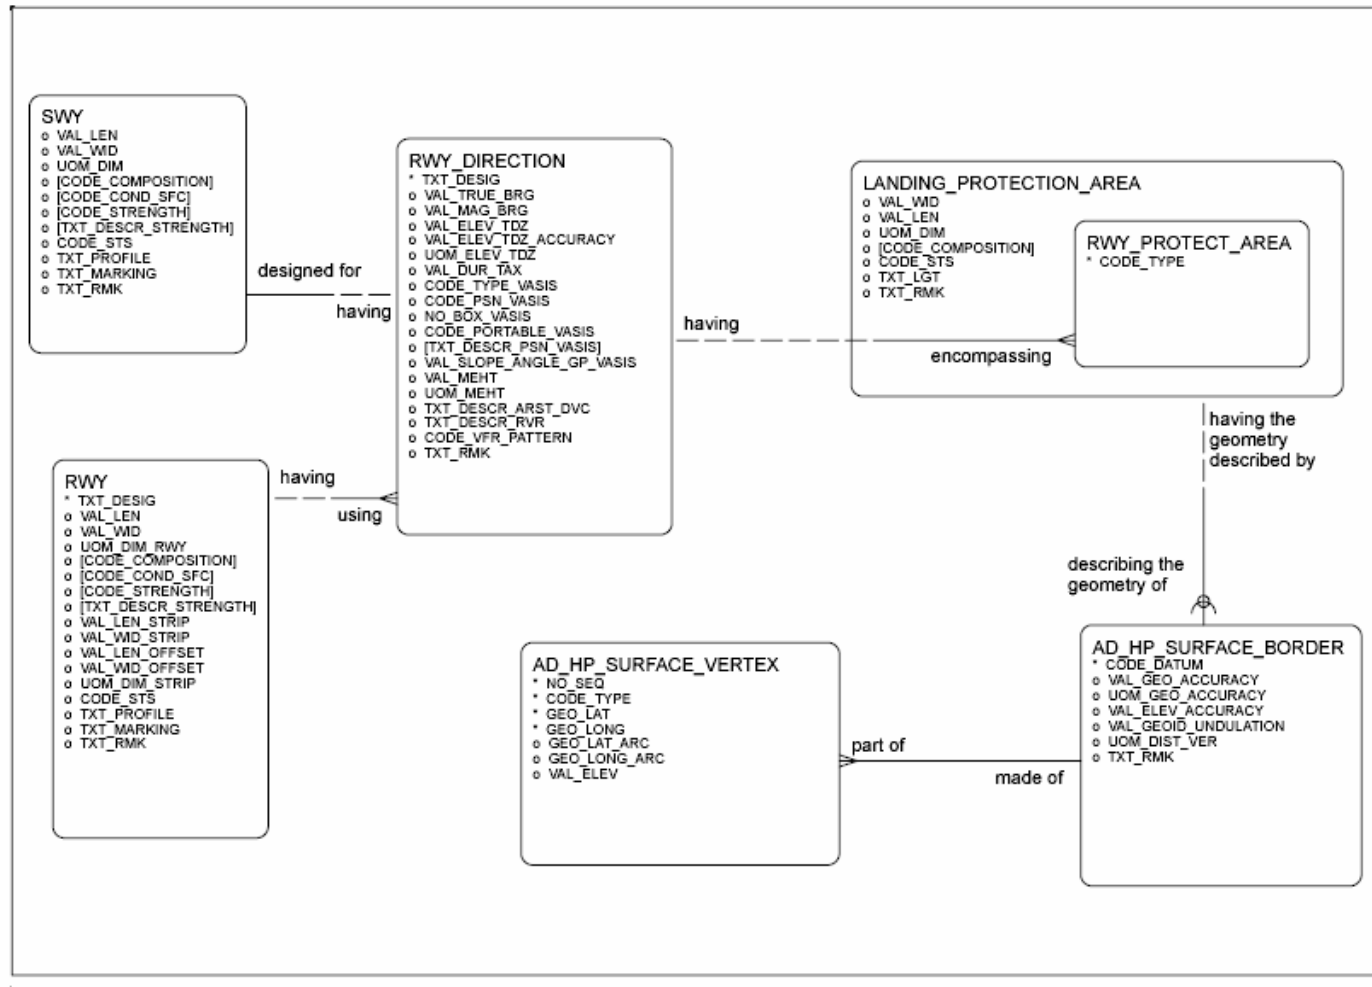 SWY
o VAL_LEN
o VAL_WID
o UOM_DIM
o [CODE_COMPOSITION]
o [CODE_COND_SFC]
o [CODE_STRENGTH]
o [TXT_DESCR_STRENGTH]
o CODE_STS
o TXT_PROFILE
o TXT_MARKING
o TXT_RMK
designed for
having
RWY_DIRECTION
* TXT_DESIG
o VAL_TRUE_BRG
o VAL_MAG_BRG
o VAL_ELEV_TDZ
o VAL_ELEV_TDZ_ACCURACY
o UOM_ELEV_TDZ
o VAL_DUR_TAX
o CODE_TYPE_VASIS
o CODE_PSN_VASIS
o NO_BOX_VASIS
o CODE_PORTABLE_VASIS
o [TXT_DESCR_PSN_VASIS]
o VAL_SLOPE_ANGLE_GP_VASIS
o VAL_MEHT
o UOM_MEHT
o TXT_DESCR_ARST_DVC
o TXT_DESCR_RVR
o CODE_VFR_PATTERN
o TXT_RMK
having
encompassing
LANDING_PROTECTION_AREA
o VAL_WID
o VAL_LEN
o UOM_DIM
o [CODE_COMPOSITION]
o CODE_STS
o TXT_LGT
o TXT_RMK
RWY_PROTECT_AREA
* CODE_TYPE
having the
geometry
described by
describing the
geometry of
RWY
* TXT_DESIG
o VAL_LEN
o VAL_WID
o UOM_DIM_RWY
o [CODE_COMPOSITION]
o [CODE_COND_SFC]
o [CODE_STRENGTH]
o [TXT_DESCR_STRENGTH]
o VAL_LEN_STRIP
o VAL_WID_STRIP
o VAL_LEN_OFFSET
o VAL_WID_OFFSET
o UOM_DIM_STRIP
o CODE_STS
o TXT_PROFILE
o TXT_MARKING
o TXT_RMK
having
using
AD_HP_SURFACE_VERTEX
* NO_SEQ
* CODE_TYPE
* GEO_LAT
* GEO_LONG
o GEO_LAT_ARC
o GEO_LONG_ARC
o VAL_ELEV
part of
made of
AD_HP_SURFACE_BORDER
* CODE_DATUM
o VAL_GEO_ACCURACY
o UOM_GEO_ACCURACY
o VAL_ELEV_ACCURACY
o VAL_GEOID_UNDULATION
o UOM_DIST_VER
o TXT_RMK